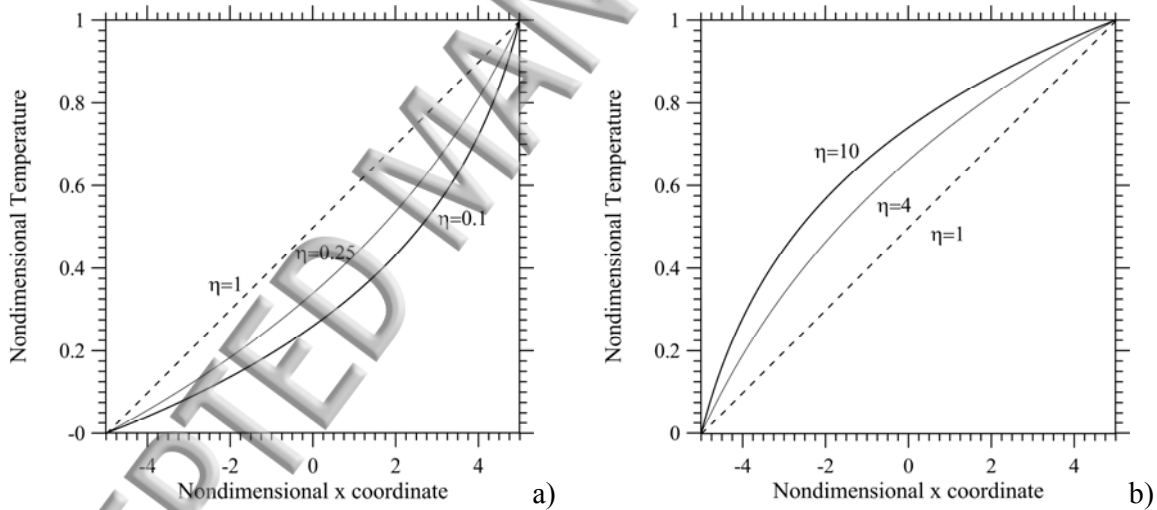 1
0.8
0.6
0.4
0.2
-0
Nondimensional Temperature
η=1
η=0.25
η=0.1
-4 -2 0 2 4
Nondimensional x coordinate
a)
1
0.8
0.6
0.4
0.2
0
Nondimensional Temperature
η=10
η=4
η=1
-4 -2 0 2 4
Nondimensional x coordinate
b)
PTED MAN